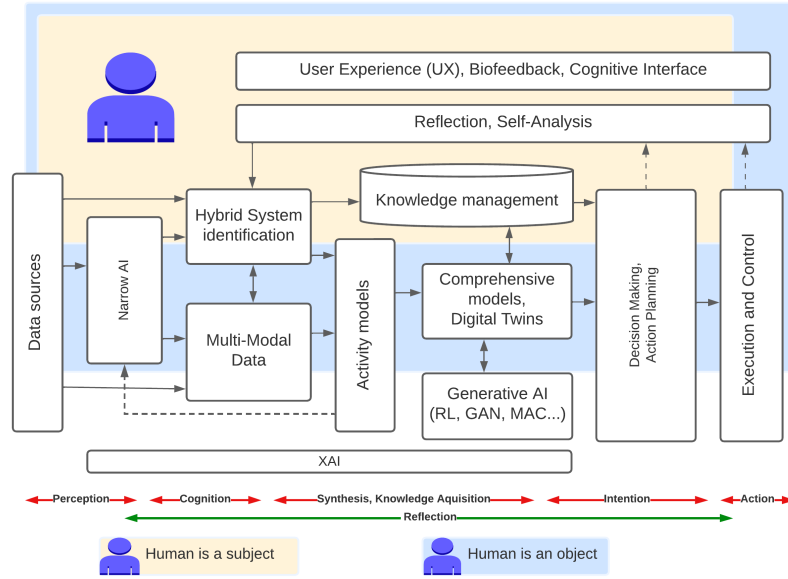 User Experience (UX), Biofeedback, Cognitive Interface
Reflection, Self-Analysis
Data sources
Narrow AI
Hybrid System
identification
Multi-Modal
Data
Activity models
Knowledge management
Comprehensive
models,
Digital Twins
Generative AI
(RL, GAN, MAC...)
Decision Making,
Action Planning
Execution and Control
XAI
Perception
Cognition
Synthesis, Knowledge Aquisition
Intention
Action
Reflection
Human is a subject
Human is an object